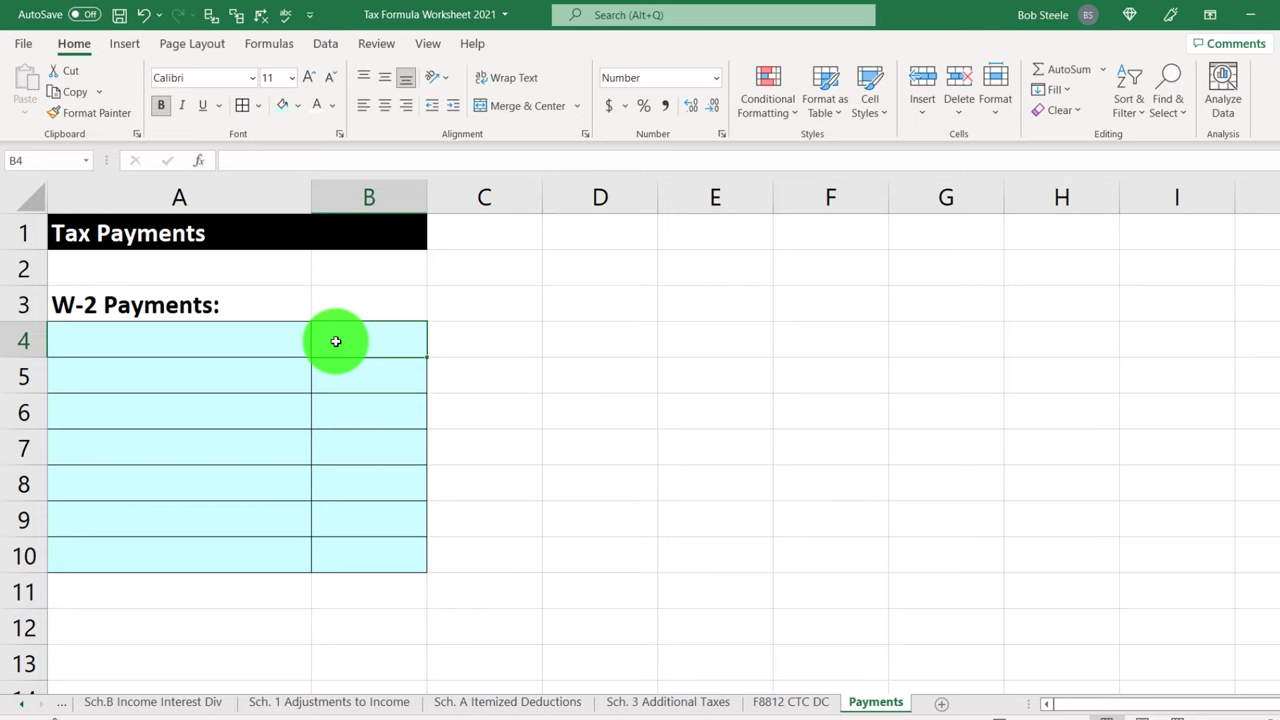 AutoSave Off Tax Formula Worksheet 2021 Search (Alt+Q) Bob Steele BS
File Home Insert Page Layout Formulas Data Review View Help Comments
Paste Cut Copy Format Painter
Clipboard
Calibri 11
B I U A
Font
Wrap Text
Merge & Center
Alignment
Number
$ %
Number
Conditional Formatting
Format as Table
Cell Styles
Styles
Insert Delete Format
Cells
AutoSum
Fill
Clear
Sort & Filter
Find & Select
Editing
Analyze Data
Analysis
B4 fx
A B C D E F G H I
1 Tax Payments
2
3 W-2 Payments:
4
5
6
7
8
9
10
11
12
13
... Sch.B Income Interest Div Sch. 1 Adjustments to Income Sch. A Itemized Deductions Sch. 3 Additional Taxes F8812 CTC DC Payments